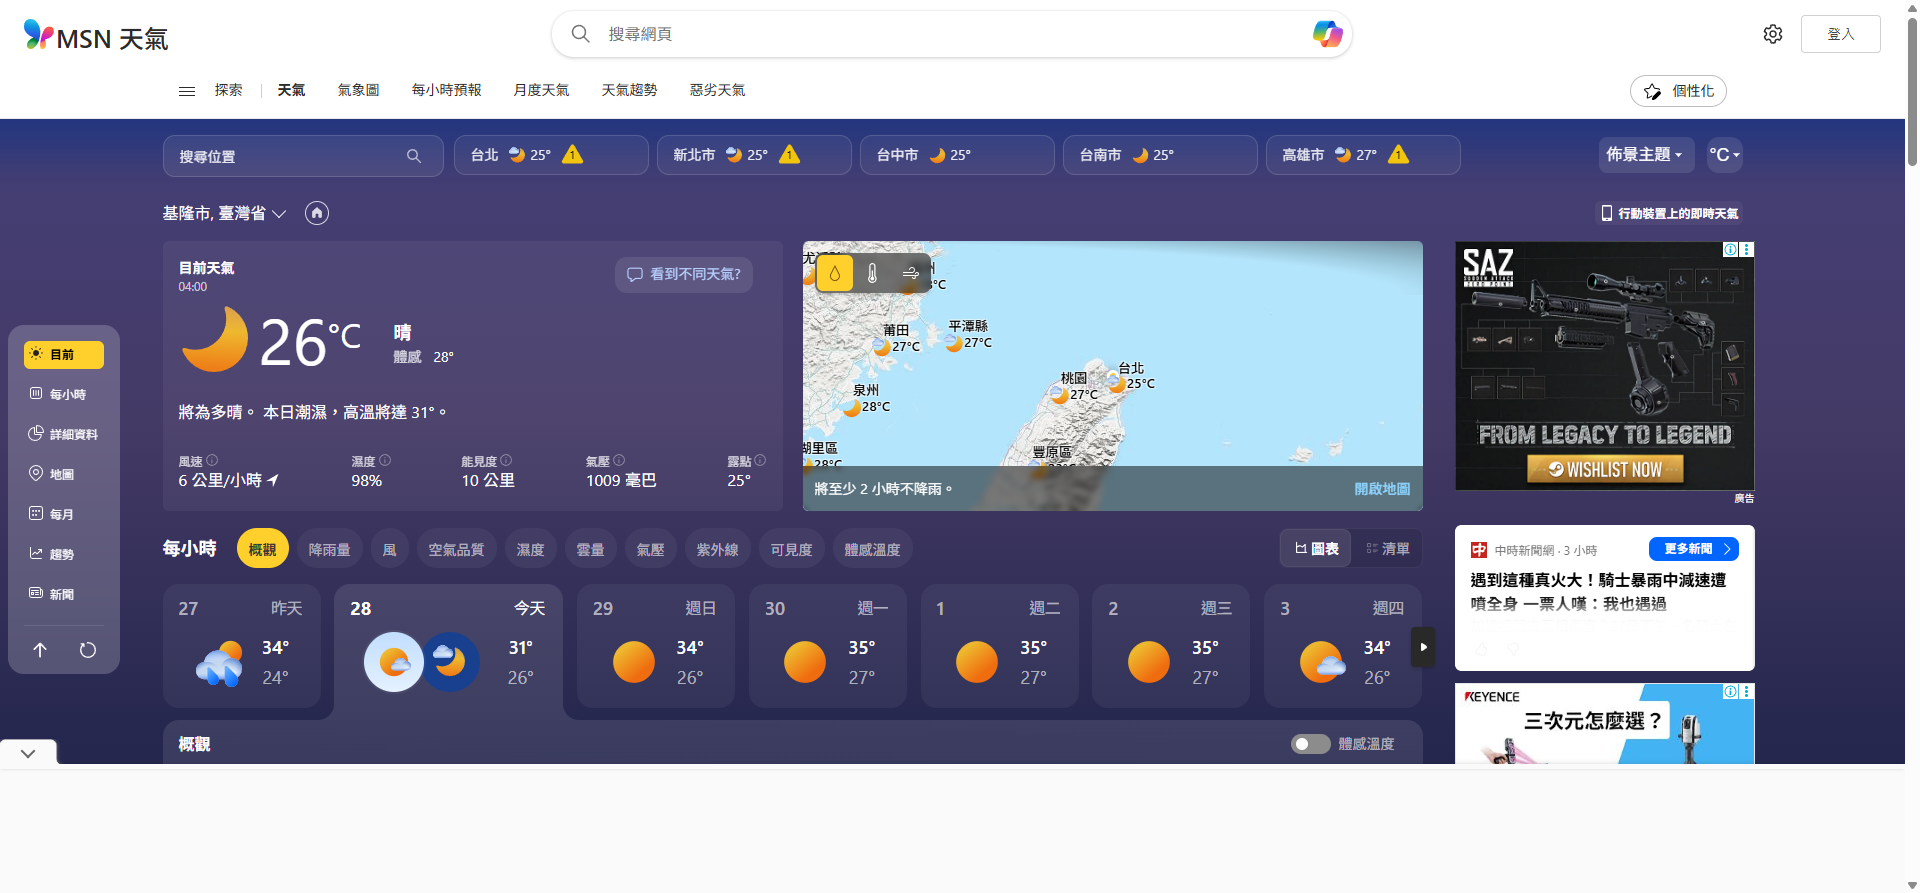 MSN 天氣
搜尋網頁
登入
探索
天氣
氣象圖
每小時預報
月度天氣
天氣趨勢
惡劣天氣
個性化
搜尋位置
台北 25° 1
新北市 25° 1
台中市 25°
台南市 25°
高雄市 27° 1
佈景主題
°C
基隆市, 臺灣省
行動裝置上的即時天氣
目前天氣
04:00
看到不同天氣?
26°C
晴
體感 28°
將為多晴。 本日潮濕，高溫將達 31°。
風速
6 公里/小時
濕度
98%
能見度
10 公里
氣壓
1009 毫巴
露點
25°
莆田
27°C
平潭縣
27°C
泉州
28°C
桃園
27°C
台北
25°C
湖里區
28°C
豐原區
將至少 2 小時不降雨。
開啟地圖
SAZ
SUDDEN ATTACK
ZERO POINT
FROM LEGACY TO LEGEND
WISHLIST NOW
廣告
目前
每小時
詳細資料
地圖
每月
趨勢
新聞
每小時
概觀
降雨量
風
空氣品質
濕度
雲量
氣壓
紫外線
可見度
體感溫度
圖表
清單
27 昨天
34°
24°
28 今天
31°
26°
29 週日
34°
26°
30 週一
35°
27°
1 週二
35°
27°
2 週三
35°
27°
3 週四
34°
26°
概觀
體感溫度
中時新聞網 · 3 小時
更多新聞
遇到這種真火大！騎士暴雨中減速遭
噴全身 一票人嘆：我也遇過
KEYENCE
三次元怎麼選？